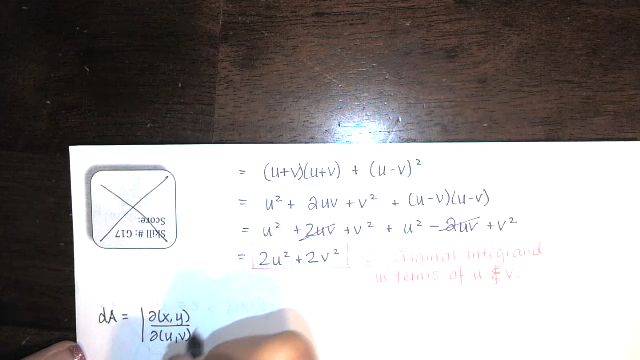 = (u+v)(u+v) + (u-v)²
= u² + 2uv + v² + (u-v)(u-v)
= u² + 2uv + v² + u² - 2uv + v²
= 2u² + 2v² original integrand
in terms of u & v.
Skill #: G17
Score:
dA = | ∂(x,y)
∂(u,v)